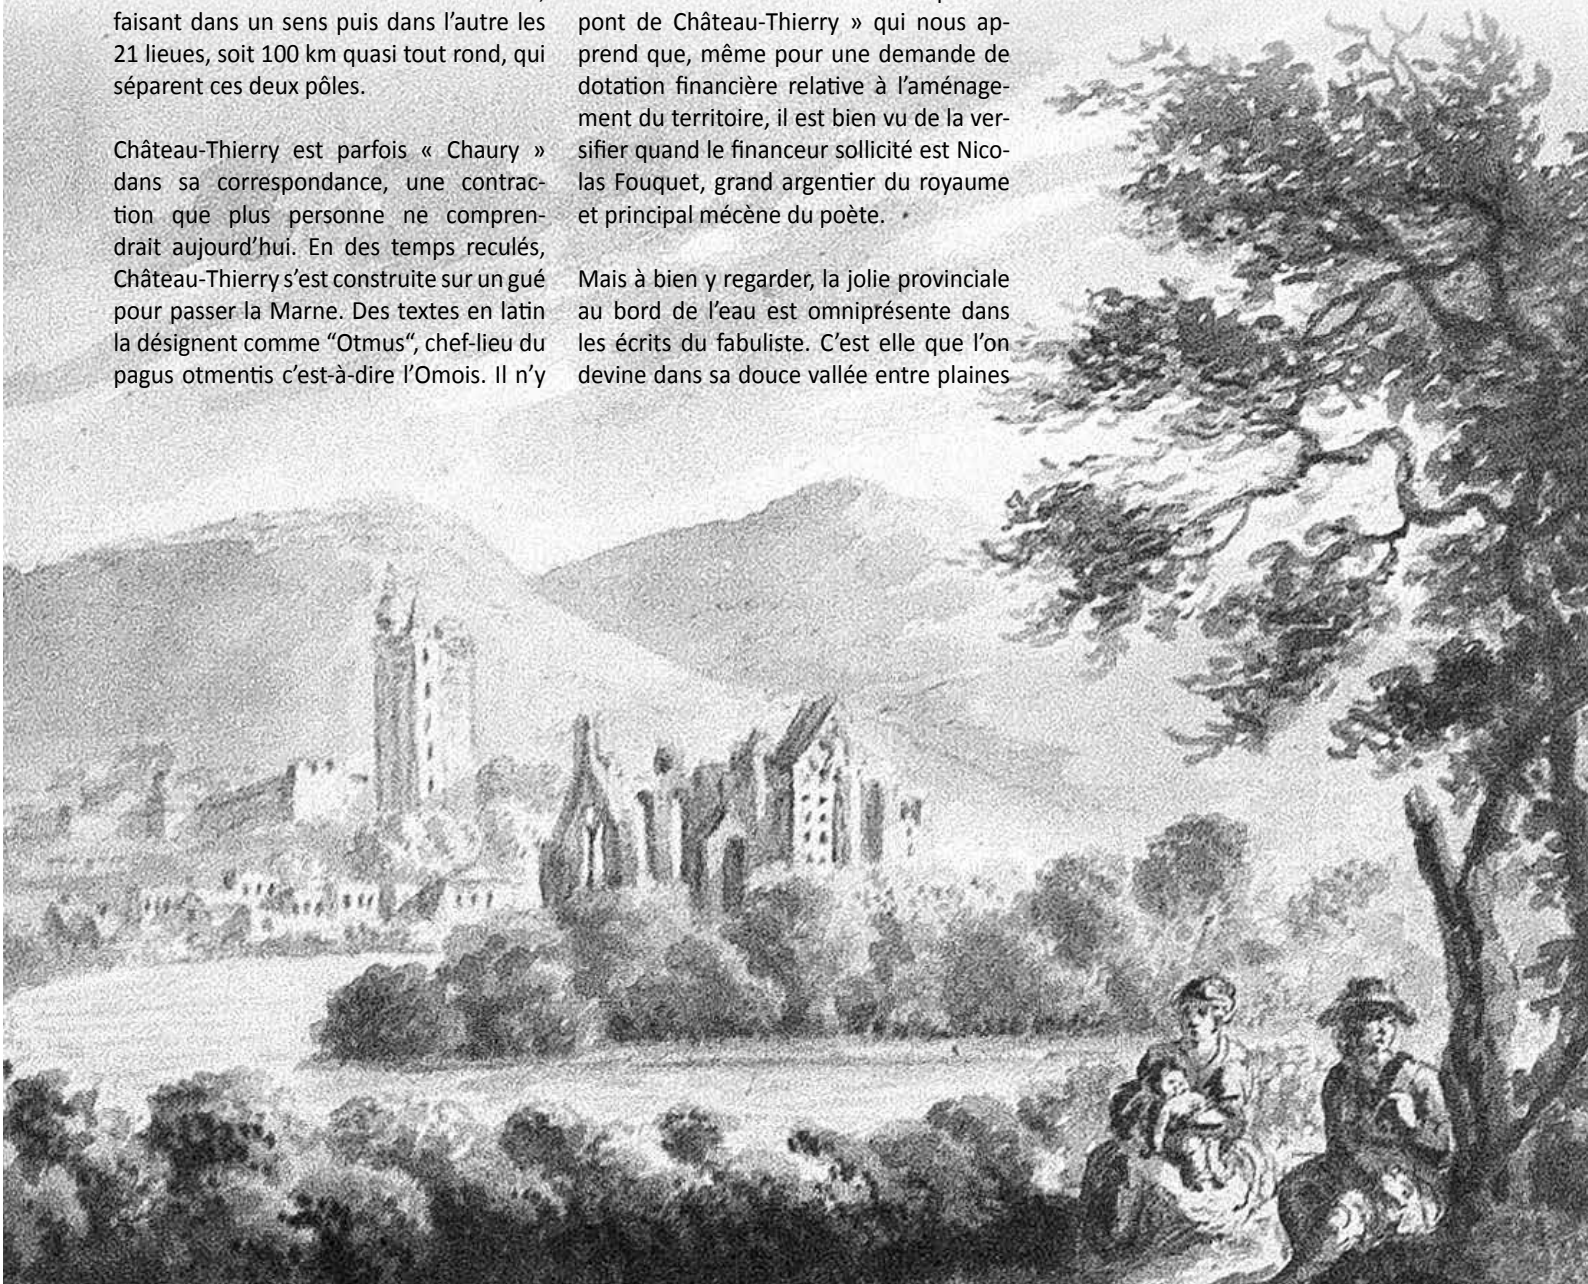 faisant dans un sens puis dans l’autre les
21 lieues, soit 100 km quasi tout rond, qui
séparent ces deux pôles.
Château-Thierry est parfois « Chaury »
dans sa correspondance, une contrac-
tion que plus personne ne compren-
drait aujourd’hui. En des temps reculés,
Château-Thierry s’est construite sur un gué
pour passer la Marne. Des textes en latin
la désignent comme “Otmus“, chef-lieu du
pagus otmentis c’est-à-dire l’Omois. Il n’y
pont de Château-Thierry » qui nous ap-
prend que, même pour une demande de
dotation financière relative à l’aménage-
ment du territoire, il est bien vu de la ver-
sifier quand le financeur sollicité est Nico-
las Fouquet, grand argentier du royaume
et principal mécène du poète.
Mais à bien y regarder, la jolie provinciale
au bord de l’eau est omniprésente dans
les écrits du fabuliste. C’est elle que l’on
devine dans sa douce vallée entre plaines